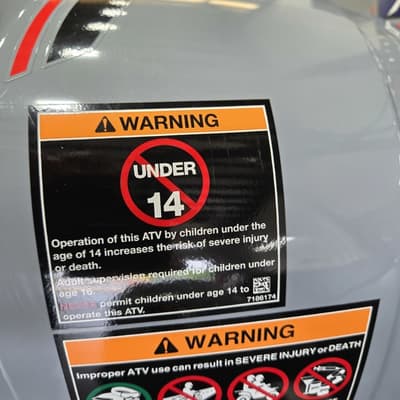 WARNING
UNDER
14
Operation of this ATV by children under the
age of 14 increases the risk of severe injury
or death.
Adult supervision required for children under
age 16.
permit children under age 14 to
operate this ATV.
7186174
WARNING
Improper ATV use can result in SEVERE INJURY or DEATH